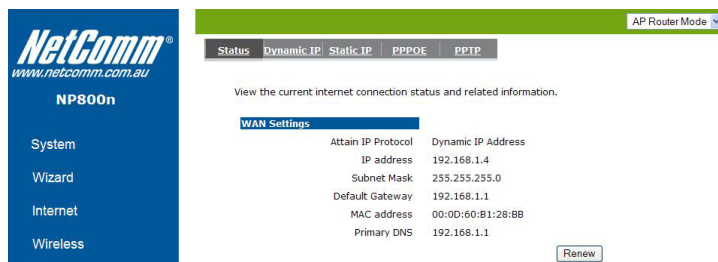 AP Router Mode
NetComm®
www.netcomm.com.au
NP800n
System
Wizard
Internet
Wireless
Status Dynamic IP Static IP PPPOE PPTP
View the current internet connection status and related information.
WAN Settings
Attain IP Protocol Dynamic IP Address
IP address 192.168.1.4
Subnet Mask 255.255.255.0
Default Gateway 192.168.1.1
MAC address 00:0D:60:B1:28:BB
Primary DNS 192.168.1.1
Renew